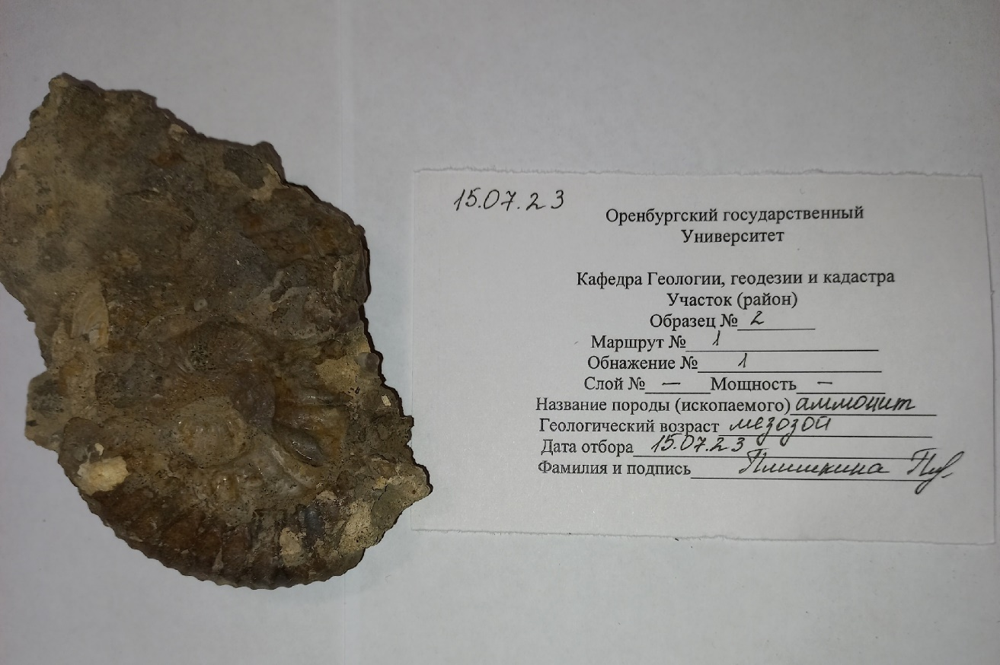 15.07.23
Оренбургский государственный
Университет
Кафедра Геологии, геодезии и кадастра
Участок (район)
Образец № 2
Маршрут № 1
Обнажение № 1
Слой № — Мощность —
Название породы (ископаемого) аммонит
Геологический возраст мезозой
Дата отбора 15.07.23
Фамилия и подпись Плишкина